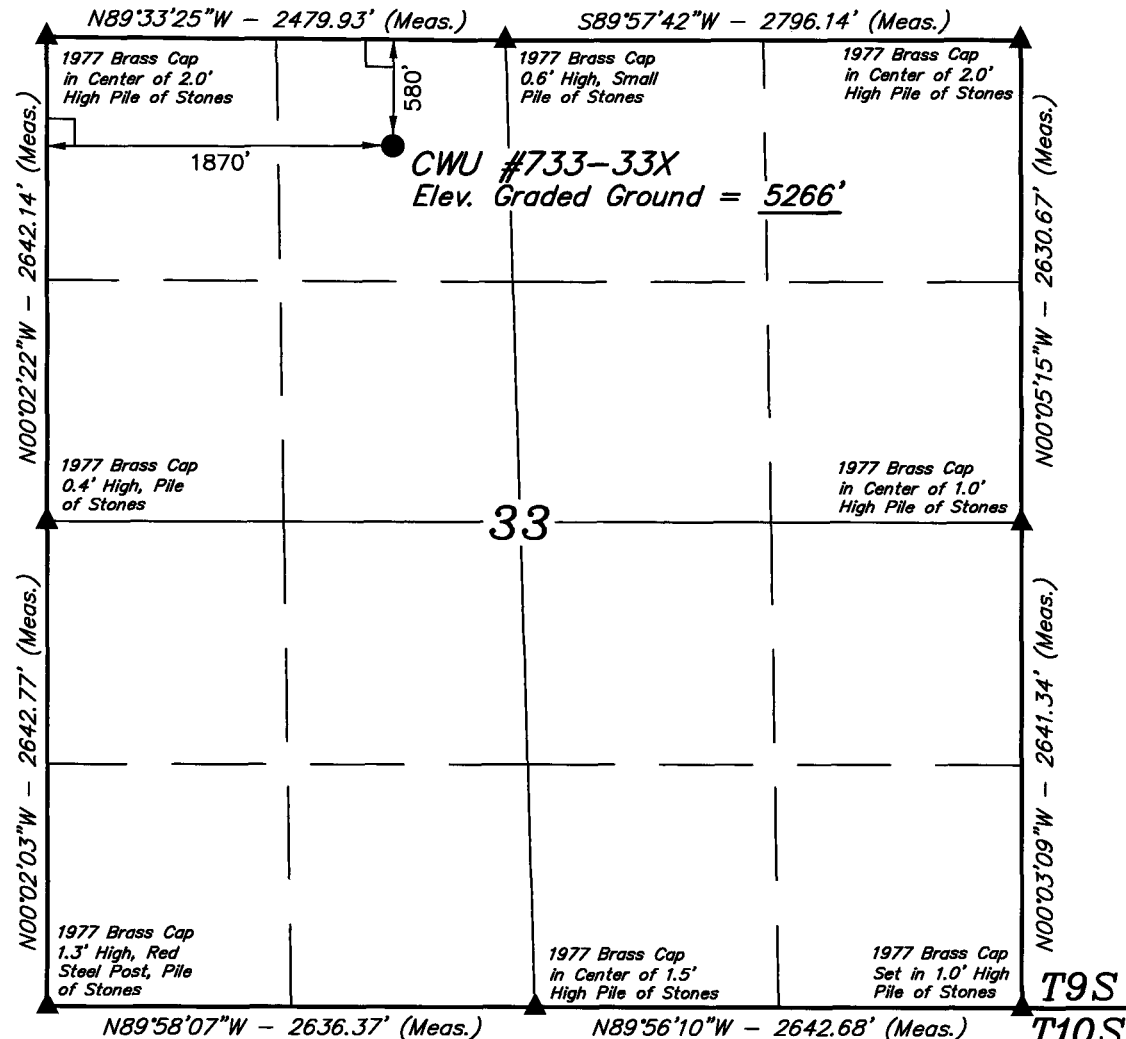 N89°33'25"W - 2479.93' (Meas.)
S89°57'42"W - 2796.14' (Meas.)
1977 Brass Cap
in Center of 2.0'
High Pile of Stones
1977 Brass Cap
0.6' High, Small
Pile of Stones
1977 Brass Cap
in Center of 2.0'
High Pile of Stones
580'
1870'
CWU #733-33X
Elev. Graded Ground = 5266'
N00°02'22"W - 2642.14' (Meas.)
N00°05'15"W - 2630.67' (Meas.)
1977 Brass Cap
0.4' High, Pile
of Stones
1977 Brass Cap
in Center of 1.0'
High Pile of Stones
33
N00°02'03"W - 2642.77' (Meas.)
N00°03'09"W - 2641.34' (Meas.)
1977 Brass Cap
1.3' High, Red
Steel Post, Pile
of Stones
1977 Brass Cap
in Center of 1.5'
High Pile of Stones
1977 Brass Cap
Set in 1.0' High
Pile of Stones
T9S
T10S
N89°58'07"W - 2636.37' (Meas.)
N89°56'10"W - 2642.68' (Meas.)